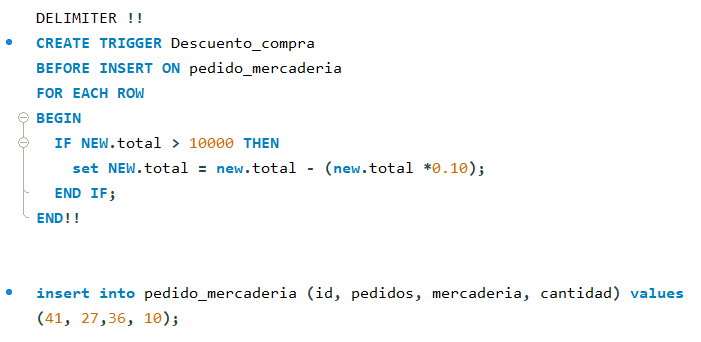 DELIMITER !!
CREATE TRIGGER Descuento_compra
BEFORE INSERT ON pedido_mercaderia
FOR EACH ROW
BEGIN
IF NEW.total > 10000 THEN
set NEW.total = new.total - (new.total *0.10);
END IF;
END!!
insert into pedido_mercaderia (id, pedidos, mercaderia, cantidad) values
(41, 27,36, 10);